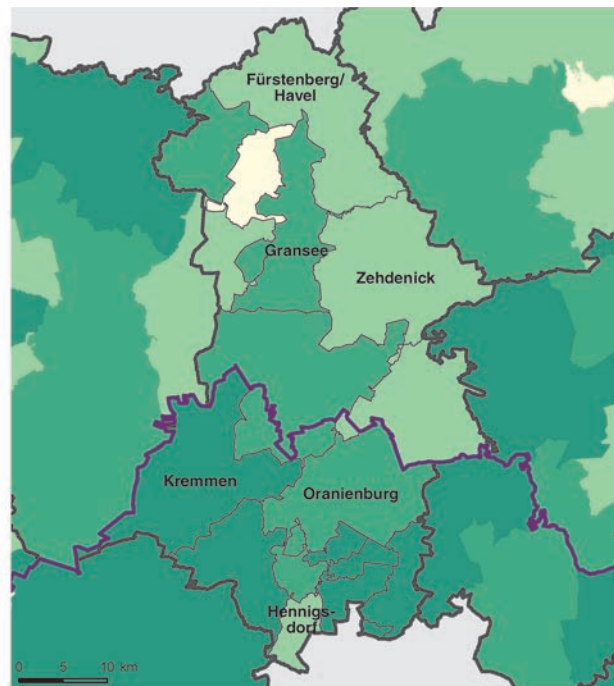 Fürstenberg/
Havel
Gransee
Zehdenick
Kremmen
Oranienburg
Hennigs-
dorf
0 5 10 km